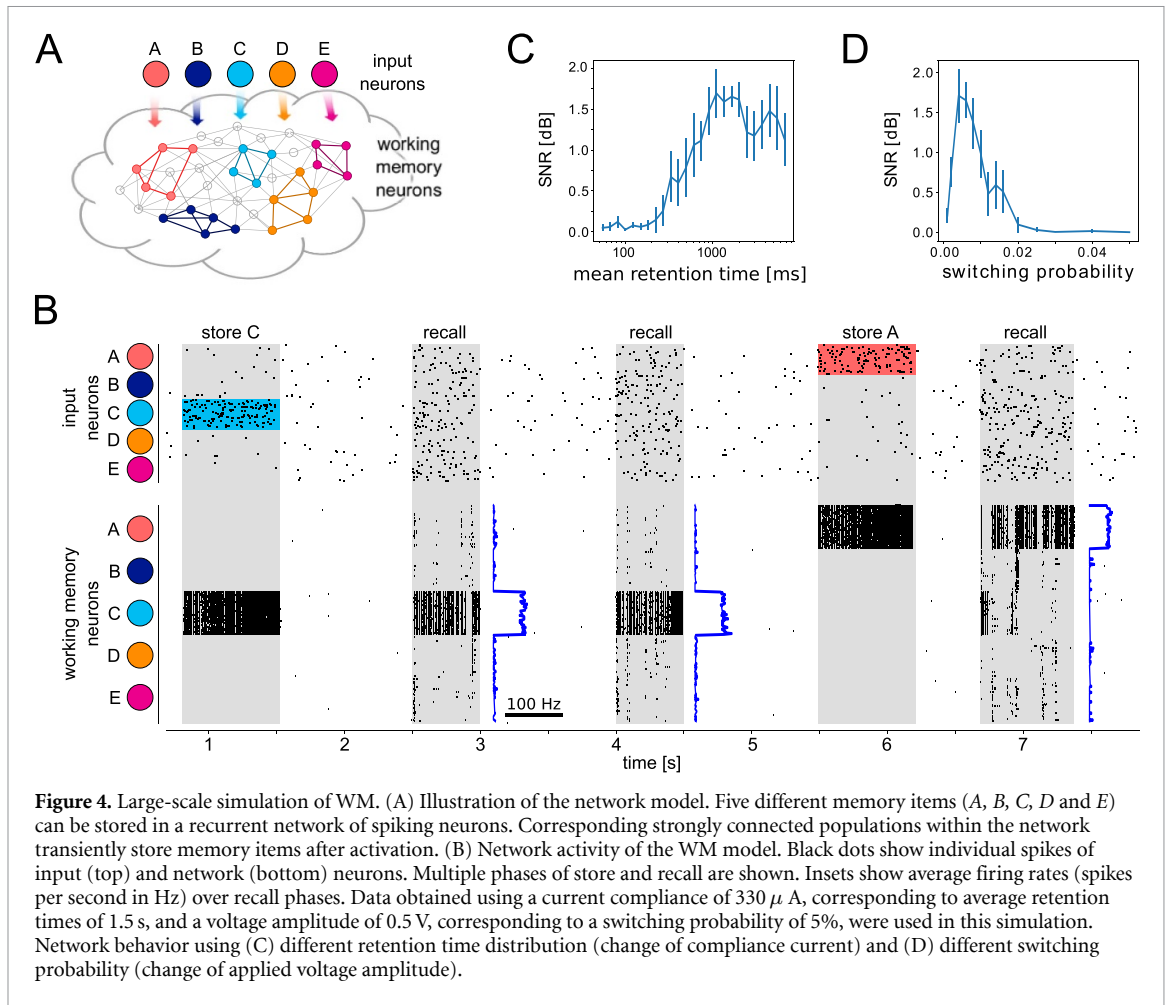 A
A B C D E
input
neurons
working
memory
neurons
C
2.0
1.5
1.0
0.5
0.0
SNR [dB]
100 1000
mean retention time [ms]
D
2.0
1.5
1.0
0.5
0.0
SNR [dB]
0.00 0.02 0.04
switching probability
B
store C recall recall store A recall
input
neurons
A
B
C
D
E
working memory
neurons
A
B
C
D
E
100 Hz
1 2 3 4 5 6 7
time [s]
Figure 4. Large-scale simulation of WM. (A) Illustration of the network model. Five different memory items (A, B, C, D and E)
can be stored in a recurrent network of spiking neurons. Corresponding strongly connected populations within the network
transiently store memory items after activation. (B) Network activity of the WM model. Black dots show individual spikes of
input (top) and network (bottom) neurons. Multiple phases of store and recall are shown. Insets show average firing rates (spikes
per second in Hz) over recall phases. Data obtained using a current compliance of 330 μ A, corresponding to average retention
times of 1.5 s, and a voltage amplitude of 0.5 V, corresponding to a switching probability of 5%, were used in this simulation.
Network behavior using (C) different retention time distribution (change of compliance current) and (D) different switching
probability (change of applied voltage amplitude).